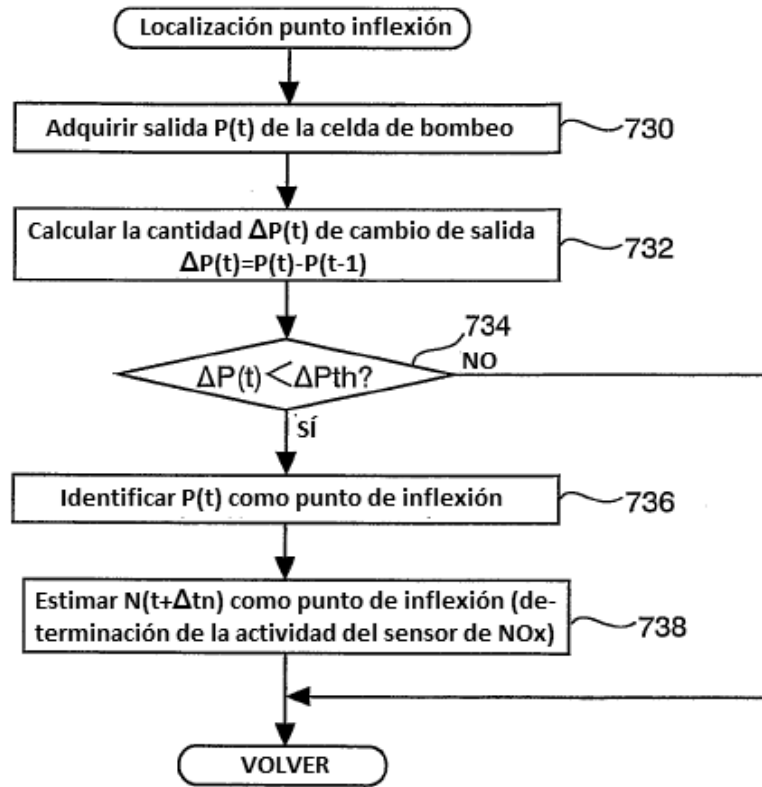 Localización punto inflexión
Adquirir salida P(t) de la celda de bombeo
730
Calcular la cantidad ΔP(t) de cambio de salida
ΔP(t)=P(t)-P(t-1)
732
734
ΔP(t)<ΔPth?
NO
SÍ
Identificar P(t) como punto de inflexión
736
Estimar N(t+Δtn) como punto de inflexión (de-
terminación de la actividad del sensor de NOx)
738
VOLVER